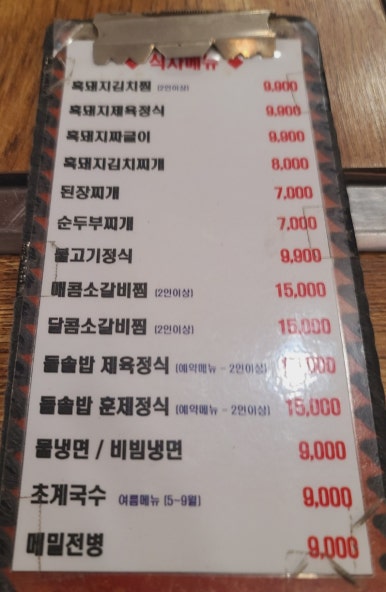 ◆ 식사메뉴 ◆
흑돼지김치찜 (2인이상) 9,900
흑돼지제육정식 9,900
흑돼지짜글이 9,900
흑돼지김치찌개 8,000
된장찌개 7,000
순두부찌개 7,000
불고기정식 9,900
매콤소갈비찜 (2인이상) 15,000
달콤소갈비찜 (2인이상) 15,000
돌솥밥 제육정식 (예약메뉴 - 2인이상)
돌솥밥 훈제정식 (예약메뉴 - 2인이상) 15,000
물냉면 / 비빔냉면 9,000
초계국수 여름메뉴 (5~9월) 9,000
메밀전병 9,000